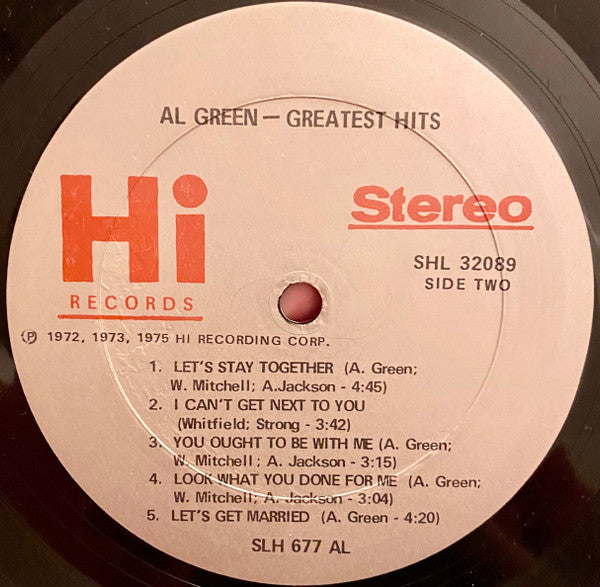 AL GREEN — GREATEST HITS
Hi
RECORDS
Stereo
SHL 32089
SIDE TWO
Ⓟ 1972, 1973, 1975 HI RECORDING CORP.
1. LET'S STAY TOGETHER (A. Green;
W. Mitchell; A.Jackson - 4:45)
2. I CAN'T GET NEXT TO YOU
(Whitfield; Strong - 3:42)
3. YOU OUGHT TO BE WITH ME (A. Green;
W. Mitchell; A. Jackson - 3:15)
4. LOOK WHAT YOU DONE FOR ME (A. Green;
W. Mitchell; A. Jackson - 3:04)
5. LET'S GET MARRIED (A. Green - 4:20)
SLH 677 AL